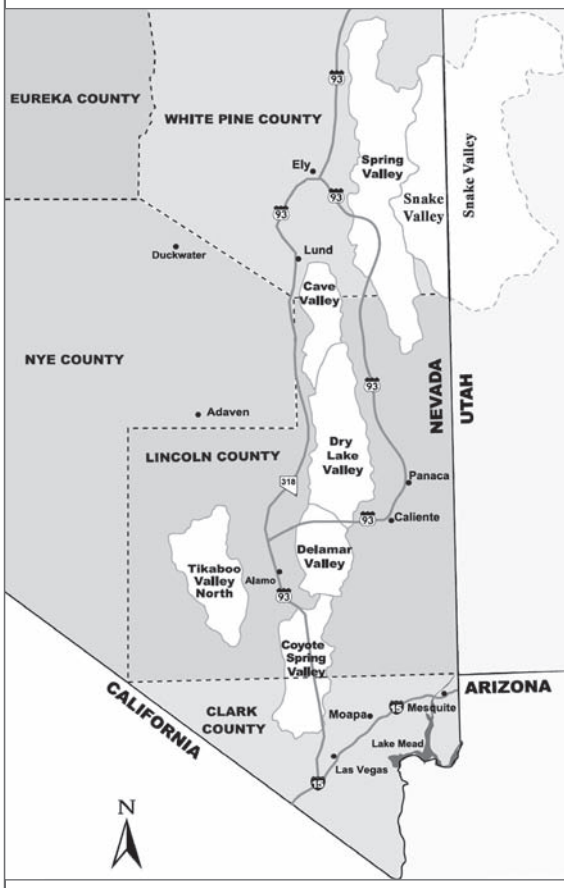 93
EUREKA COUNTY
WHITE PINE COUNTY
Ely
Spring
Valley
Snake
Valley
Snake Valley
93
93
Duckwater
Lund
Cave
Valley
NYE COUNTY
NEVADA
UTAH
93
Adaven
LINCOLN COUNTY
Dry
Lake
Valley
318
Panaca
93
Caliente
Delamar
Valley
Tikaboo
Valley
North
Alamo
93
Coyote
Spring
Valley
CALIFORNIA
ARIZONA
CLARK
COUNTY
Moapa
15
Mesquite
Lake Mead
Las Vegas
15
N